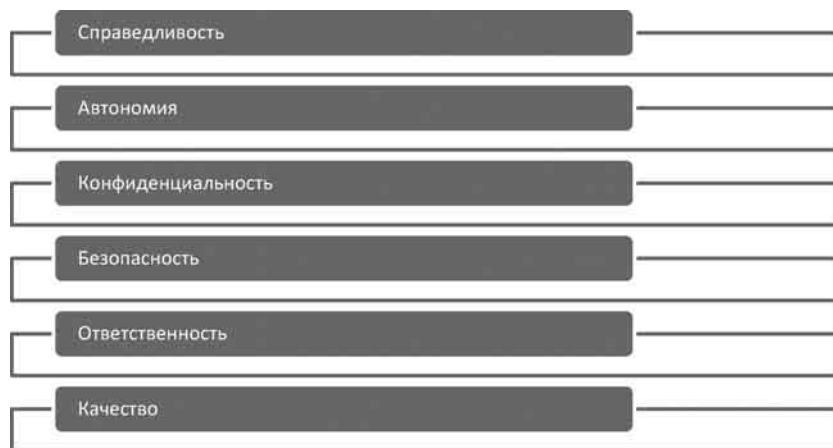 Справедливость
Автономия
Конфиденциальность
Безопасность
Ответственность
Качество